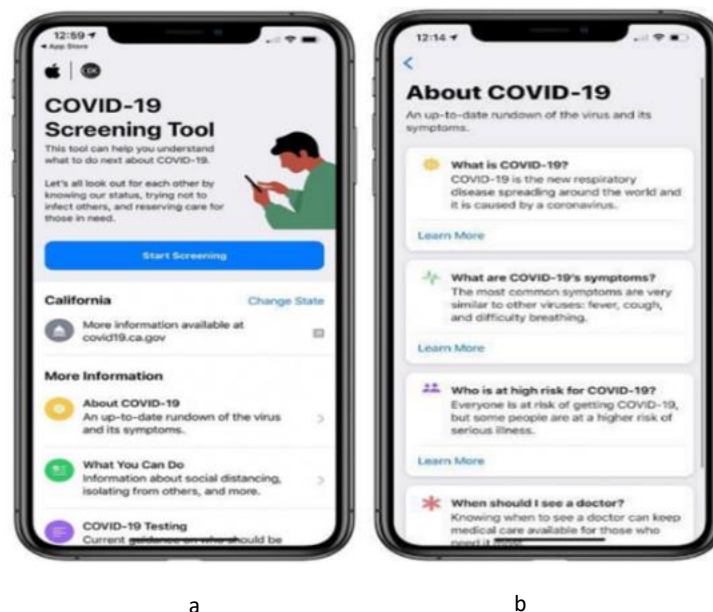 12:59
App Store
COVID-19
Screening Tool
This tool can help you understand
what to do next about COVID-19.
Let's all look out for each other by
knowing our status, trying not to
infect others, and reserving care for
those in need.
Start Screening
California Change State
More information available at
covid19.ca.gov
More Information
About COVID-19
An up-to-date rundown of the virus
and its symptoms.
What You Can Do
Information about social distancing,
isolating from others, and more.
COVID-19 Testing
Current guidance on who should be
a
12:14
About COVID-19
An up-to-date rundown of the virus and its
symptoms.
What is COVID-19?
COVID-19 is the new respiratory
disease spreading around the world and
it is caused by a coronavirus.
Learn More
What are COVID-19's symptoms?
The most common symptoms are very
similar to other viruses: fever, cough,
and difficulty breathing.
Learn More
Who is at high risk for COVID-19?
Everyone is at risk of getting COVID-19,
but some people are at a higher risk of
serious illness.
Learn More
When should I see a doctor?
Knowing when to see a doctor can keep
medical care available for those who
need it
b